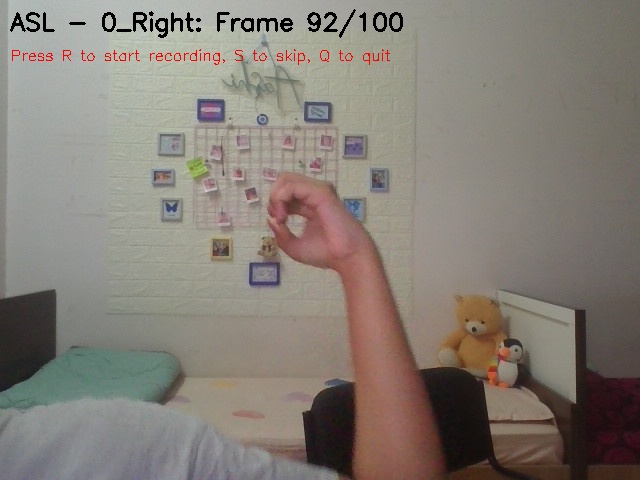 ASL - 0_Right: Frame 92/100
Press R to start recording, S to skip, Q to quit